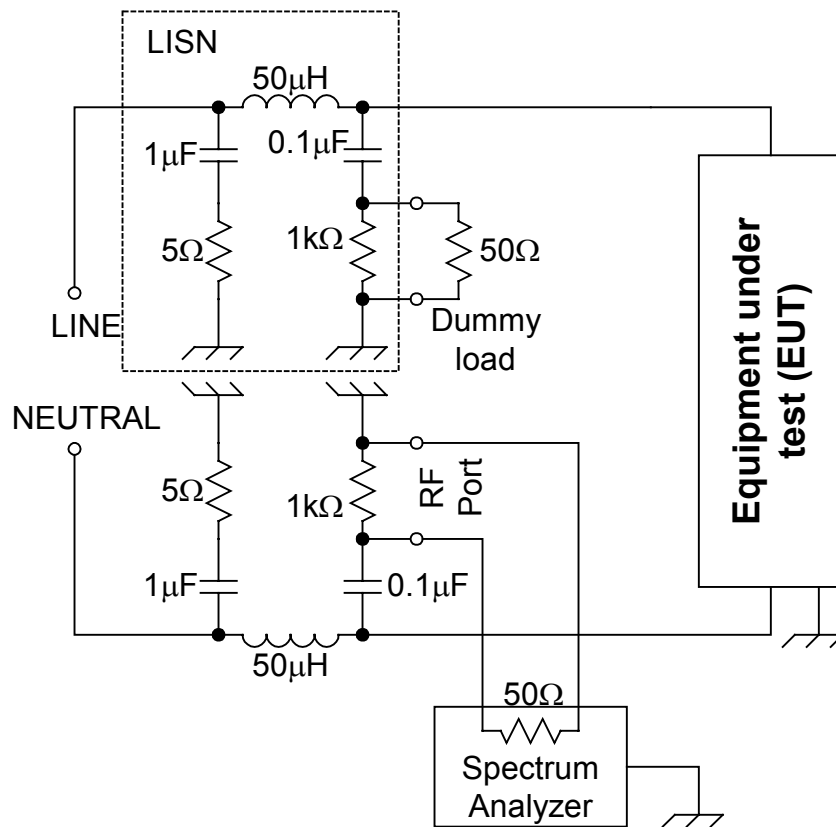 LISN
50μH
1μF
0.1μF
5Ω
1kΩ
50Ω
LINE
Dummy
load
NEUTRAL
5Ω
1kΩ
RF
Port
1μF
0.1μF
50μH
50Ω
Spectrum
Analyzer
Equipment under
test (EUT)